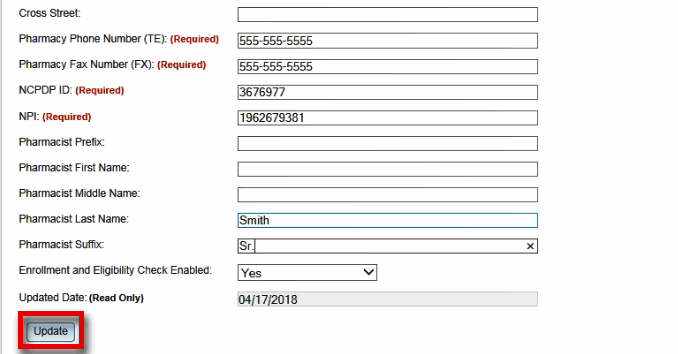 Cross Street:
Pharmacy Phone Number (TE): (Required) 555-555-5555
Pharmacy Fax Number (FX): (Required) 555-555-5555
NCPDP ID: (Required) 3676977
NPI: (Required) 1962679381
Pharmacist Prefix:
Pharmacist First Name:
Pharmacist Middle Name:
Pharmacist Last Name: Smith
Pharmacist Suffix: Sr.
Enrollment and Eligibility Check Enabled: Yes
Updated Date: (Read Only) 04/17/2018
Update